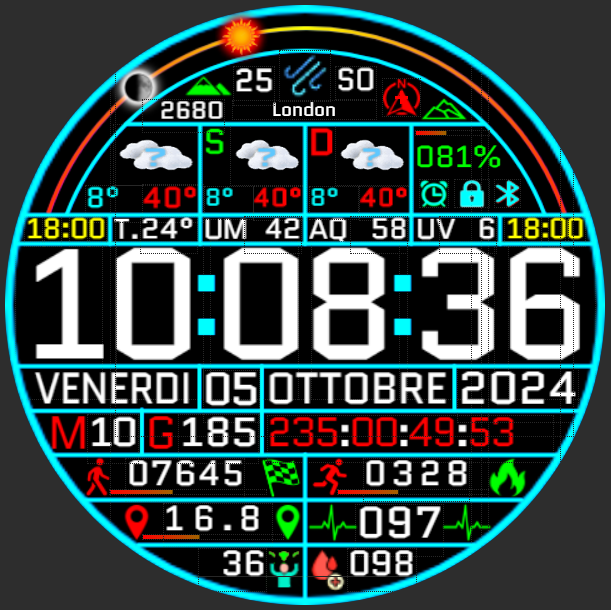 25 SO
2680 London
S D 081%
8° 40° 8° 40° 8° 40°
18:00 T.24° UM 42 AQ 58 UV 6 18:00
10:08:36
VENERDI 05 OTTOBRE 2024
M10 G185 235:00:49:53
07645 0328
16.8 097
36 098